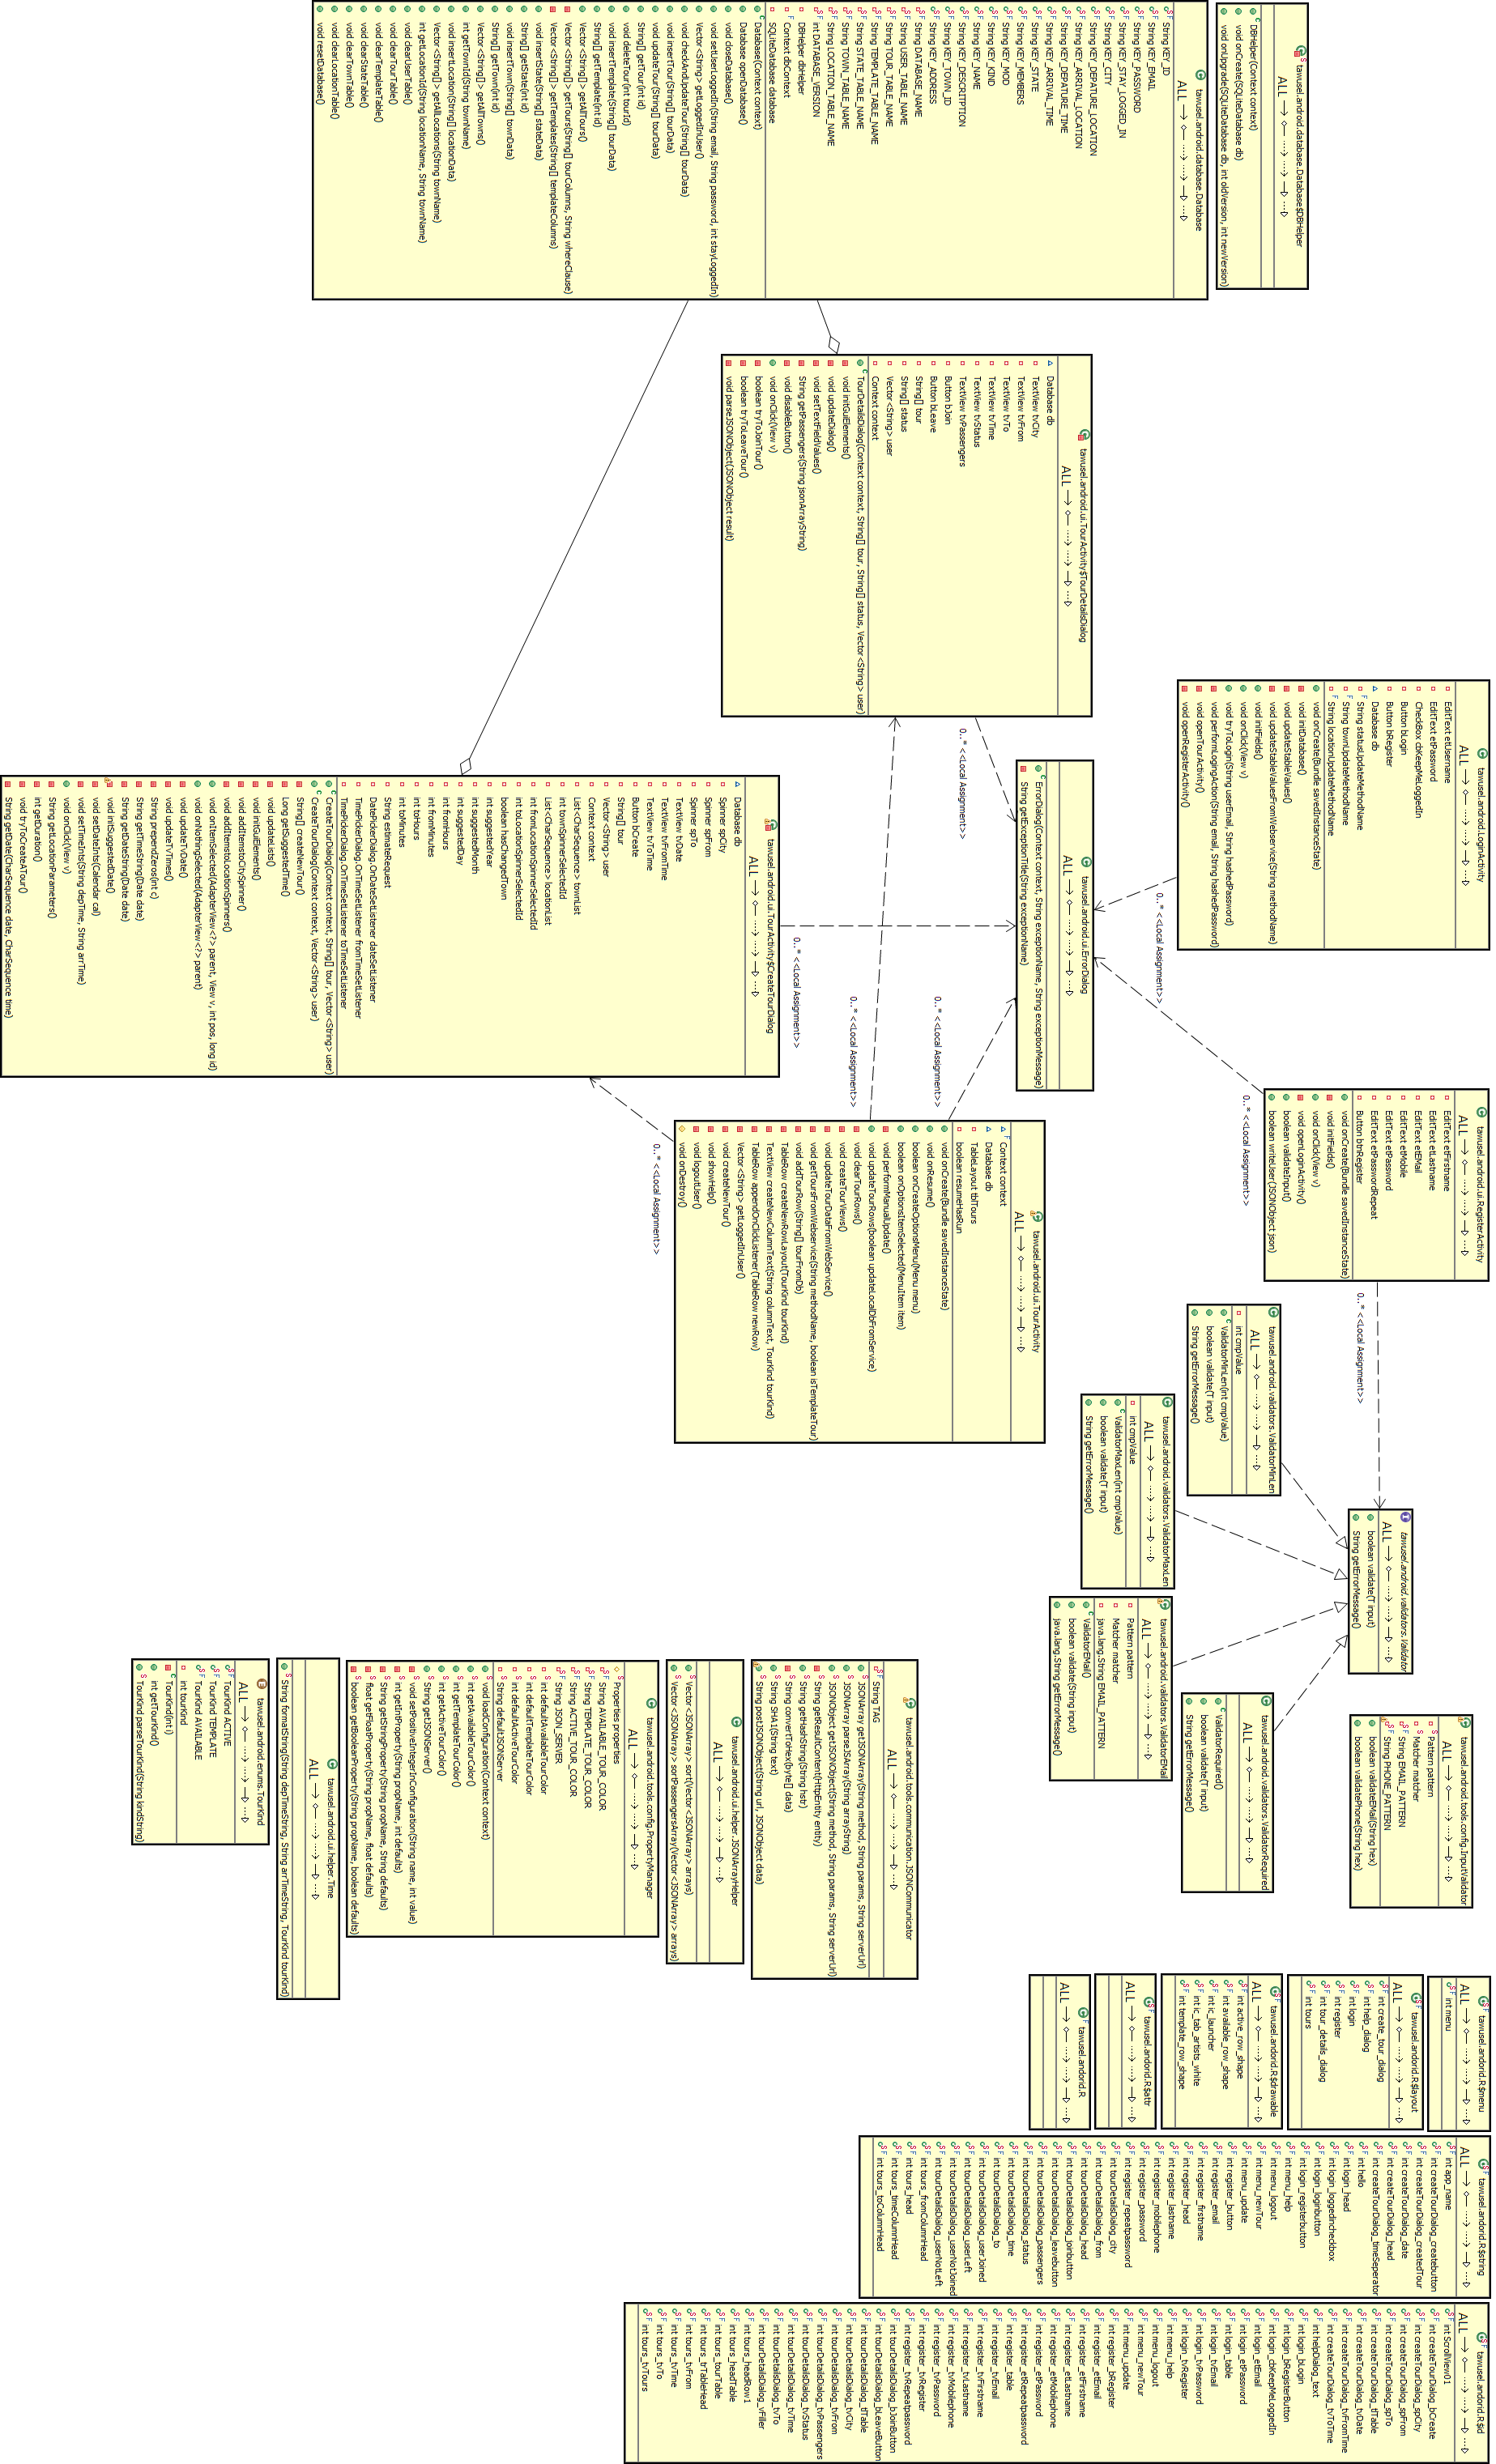 tawusel.android.database.Database$DBHelper
ALL
DBHelper(Context context)
void onCreate(SQLiteDatabase db)
void onUpgrade(SQLiteDatabase db, int oldVersion, int newVersion)
tawusel.android.database.Database
ALL
String KEY_ID
String KEY_EMAIL
String KEY_PASSWORD
String KEY_STAY_LOGGED_IN
String KEY_CITY
String KEY_DEPATURE_LOCATION
String KEY_ARRIVAL_LOCATION
String KEY_DEPATURE_TIME
String KEY_ARRIVAL_TIME
String KEY_STATE
String KEY_MEMBERS
String KEY_MOD
String KEY_KIND
String KEY_NAME
String KEY_DESCRITPTION
String KEY_TOWN_ID
String KEY_ADDRESS
String DATABASE_NAME
String USER_TABLE_NAME
String TOUR_TABLE_NAME
String TEMPLATE_TABLE_NAME
String STATE_TABLE_NAME
String TOWN_TABLE_NAME
String LOCATION_TABLE_NAME
int DATABASE_VERSION
DBHelper dbHelper
Context dbContext
SQLiteDatabase database
Database(Context context)
Database openDatabase()
void closeDatabase()
void setUserLoggedIn(String email, String password, int stayLoggedIn)
Vector <String> getLoggedInUser()
void checkAndUpdateTour(String[] tourData)
void insertTour(String[] tourData)
void updateTour(String[] tourData)
String[] getTour(int id)
void deleteTour(int tourId)
void insertTemplate(String[] tourData)
String[] getTemplate(int id)
Vector <String[]> getAllTours()
Vector <String[]> getTours(String[] tourColumns, String whereClause)
Vector <String[]> getTemplates(String[] templateColumns)
void insertState(String[] stateData)
String[] getState(int id)
void insertTown(String[] townData)
String[] getTown(int id)
Vector <String[]> getAllTowns()
int getTownId(String townName)
void insertLocation(String[] locationData)
Vector <String[]> getAllLocations(String townName)
int getLocationId(String locationName, String townName)
void clearUserTable()
void clearTourTable()
void clearTemplateTable()
void clearStateTable()
void clearTownTable()
void clearLocationTable()
void resetDatabase()
tawusel.android.ui.TourActivity$TourDetailsDialog
ALL
Database db
TextView tvCity
TextView tvFrom
TextView tvTo
TextView tvTime
TextView tvStatus
TextView tvPassengers
Button bJoin
Button bLeave
String[] tour
String[] status
Vector <String> user
Context context
TourDetailsDialog(Context context, String[] tour, String[] status, Vector <String> user)
void initGuiElements()
void updateDialog()
void setTextFieldValues()
String getPassengers(String jsonArrayString)
void disableButton()
void onClick(View v)
boolean tryToJoinTour()
boolean tryToLeaveTour()
void parseJSONObject(JSONObject result)
tawusel.android.ui.LoginActivity
ALL
EditText etUsername
EditText etPassword
CheckBox cbKeepMeLoggedIn
Button bLogin
Button bRegister
Database db
String statusUpdateMethodName
String townUpdateMethodName
String locationUpdateMethodName
void onCreate(Bundle savedInstanceState)
void initDatabase()
void updateStableValues()
void updateStableValuesFromWebservice(String methodName)
void initFields()
void onClick(View v)
void tryToLogin(String userEmail, String hashedPassword)
void performLogingAction(String email, String hashedPassword)
void openTourActivity()
void openRegisterActivity()
tawusel.android.ui.ErrorDialog
ALL
ErrorDialog(Context context, String exceptionName, String exceptionMessage)
String getExceptionTitle(String exceptionName)
0..* <<Local Assignment>>
0..* <<Local Assignment>>
0..* <<Local Assignment>>
0..* <<Local Assignment>>
0..* <<Local Assignment>>
0..* <<Local Assignment>>
0..* <<Local Assignment>>
0..* <<Local Assignment>>
tawusel.android.ui.TourActivity$CreateTourDialog
ALL
Database db
Spinner spCity
Spinner spFrom
Spinner spTo
TextView tvDate
TextView tvFromTime
TextView tvToTime
Button bCreate
String[] tour
Vector <String> user
Context context
List<CharSequence> townList
int townSpinnerSelectedId
List<CharSequence> locationList
int fromLocationSpinnerSelectedId
int toLocationSpinnerSelectedId
boolean hasChangedTown
int suggestedYear
int suggestedMonth
int suggestedDay
int fromHours
int fromMinutes
int toHours
int toMinutes
String estimateRequest
DatePickerDialog.OnDateSetListener dateSetListener
TimePickerDialog.OnTimeSetListener fromTimeSetListener
TimePickerDialog.OnTimeSetListener toTimeSetListener
CreateTourDialog(Context context, String[] tour, Vector <String> user)
CreateTourDialog(Context context, Vector <String> user)
String[] createNewTour()
Long getSuggestedTime()
void updateLists()
void initGuiElements()
void addItemstoCitySpinner()
void addItemstoLocationSpinners()
void onItemSelected(AdapterView<?> parent, View v, int pos, long id)
void onNothingSelected(AdapterView<?> parent)
void updateTvDate()
void updateTvTimes()
String prependZeros(int c)
String getTimeString(Date date)
String getDateString(Date date)
void initSuggestedDate()
void setDateInts(Calendar cal)
void setTimeInts(String depTime, String arrTime)
void onClick(View v)
String getLocationParameters()
int getDuration()
void tryToCreateATour()
String getDate(CharSequence date, CharSequence time)
tawusel.android.ui.RegisterActivity
ALL
EditText etFirstname
EditText etLastname
EditText etEMail
EditText etMobile
EditText etPassword
EditText etPasswordRepeat
Button btnRegister
void onCreate(Bundle savedInstanceState)
void initFields()
void onClick(View v)
void openLoginActivity()
boolean validateInput()
boolean writeUser(JSONObject json)
tawusel.android.ui.TourActivity
ALL
Context context
Database db
TableLayout tblTours
boolean resumeHasRun
void onCreate(Bundle savedInstanceState)
void onResume()
boolean onCreateOptionsMenu(Menu menu)
boolean onOptionsItemSelected(MenuItem item)
void performManualUpdate()
void updateTourRows(boolean updateLocalDbFromService)
void clearTourRows()
void createTourViews()
void updateTourDataFromWebService()
void getToursFromWebservice(String methodName, boolean isTemplateTour)
void addTourRow(String[] tourFromDb)
TableRow createNewRowLayout(TourKind tourKind)
TextView createNewColumnText(String columnText, TourKind tourKind)
TableRow appendOnClickListener(TableRow newRow)
Vector <String> getLoggedInUser()
void createNewTour()
void showHelp()
void logoutUser()
void onDestroy()
tawusel.android.validators.ValidatorMinLen
ALL
int cmpValue
ValidatorMinLen(int cmpValue)
boolean validate(T input)
String getErrorMessage()
tawusel.android.validators.ValidatorMaxLen
ALL
int cmpValue
ValidatorMaxLen(int cmpValue)
boolean validate(T input)
String getErrorMessage()
tawusel.android.validators.Validator
ALL
boolean validate(T input)
String getErrorMessage()
tawusel.android.validators.ValidatorEMail
ALL
Pattern pattern
Matcher matcher
java.lang.String EMAIL_PATTERN
ValidatorEMail()
boolean validate(String input)
java.lang.String getErrorMessage()
tawusel.android.validators.ValidatorRequired
ALL
ValidatorRequired()
boolean validate(T input)
String getErrorMessage()
tawusel.android.tools.config.InputValidator
ALL
Pattern pattern
Matcher matcher
String EMAIL_PATTERN
String PHONE_PATTERN
boolean validateEMail(String hex)
boolean validatePhone(String hex)
tawusel.android.tools.communication.JSONCommunicator
ALL
String TAG
JSONArray getJSONArray(String method, String params, String serverUrl)
JSONArray parseJSArray(String arrayString)
JSONObject getJSONObject(String method, String params, String serverUrl)
String getResultContent(HttpEntity entity)
String getHashString(String hstr)
String convertToHex(byte[] data)
String SHA1(String text)
String postJSONObject(String url, JSONObject data)
tawusel.android.ui.helper.JSONArrayHelper
ALL
Vector <JSONArray> sort(Vector <JSONArray> arrays)
Vector <JSONArray> sortPassengersArray(Vector <JSONArray> arrays)
tawusel.android.tools.config.PropertyManager
ALL
Properties properties
String AVAILABLE_TOUR_COLOR
String TEMPLATE_TOUR_COLOR
String ACTIVE_TOUR_COLOR
String JSON_SERVER
int defaultAvailableTourColor
int defaultTemplateTourColor
int defaultActiveTourColor
String defaultJSONServer
void loadConfiguration(Context context)
int getAvailableTourColor()
int getTemplateTourColor()
int getActiveTourColor()
String getJSONServer()
void setPositiveIntegerInConfiguration(String name, int value)
int getIntProperty(String propName, int defaults)
String getStringProperty(String propName, String defaults)
float getFloatProperty(String propName, float defaults)
boolean getBooleanProperty(String propName, boolean defaults)
tawusel.android.ui.helper.Time
ALL
String formatString(String depTimeString, String arrTimeString, TourKind tourKind)
tawusel.android.enums.TourKind
ALL
TourKind ACTIVE
TourKind TEMPLATE
TourKind AVAILABLE
int tourKind
TourKind(int i)
int getTourKind()
TourKind parseTourKind(String kindString)
tawusel.andorid.R$menu
ALL
int menu
tawusel.andorid.R$layout
ALL
int create_tour_dialog
int help_dialog
int login
int register
int tour_details_dialog
int tours
tawusel.andorid.R$drawable
ALL
int active_row_shape
int available_row_shape
int ic_launcher
int ic_tab_artists_white
int template_row_shape
tawusel.andorid.R$attr
ALL
tawusel.andorid.R
ALL
tawusel.andorid.R$string
ALL
int app_name
int createTourDialog_createbutton
int createTourDialog_createdTour
int createTourDialog_date
int createTourDialog_head
int createTourDialog_timeSeperator
int hello
int login_head
int login_loggedincheckbox
int login_loginbutton
int login_registerbutton
int menu_help
int menu_logout
int menu_newTour
int menu_update
int register_button
int register_email
int register_firstname
int register_head
int register_lastname
int register_mobilephone
int register_password
int register_repeatpassword
int tourDetailsDialog_city
int tourDetailsDialog_from
int tourDetailsDialog_head
int tourDetailsDialog_joinbutton
int tourDetailsDialog_leavebutton
int tourDetailsDialog_passengers
int tourDetailsDialog_status
int tourDetailsDialog_time
int tourDetailsDialog_to
int tourDetailsDialog_userJoined
int tourDetailsDialog_userLeft
int tourDetailsDialog_userNotJoined
int tourDetailsDialog_userNotLeft
int tours_fromColumnHead
int tours_head
int tours_timeColumnHead
int tours_toColumnHead
tawusel.andorid.R$id
ALL
int ScrollView01
int createTourDialog_bCreate
int createTourDialog_spCity
int createTourDialog_spFrom
int createTourDialog_spTo
int createTourDialog_tlTable
int createTourDialog_tvDate
int createTourDialog_tvFromTime
int createTourDialog_tvToTime
int helpDialog_text
int login_bLogin
int login_bRegisterButton
int login_cbKeepMeLoggedIn
int login_etEmail
int login_etPassword
int login_table
int login_tvEmail
int login_tvPassword
int login_tvRegister
int menu_help
int menu_logout
int menu_newTour
int menu_update
int register_bRegister
int register_etEmail
int register_etFirstname
int register_etLastname
int register_etMobilephone
int register_etPassword
int register_etRepeatpassword
int register_table
int register_tvEmail
int register_tvFirstname
int register_tvLastname
int register_tvMobilephone
int register_tvPassword
int register_tvRegister
int register_tvRepeatpassword
int tourDetailsDialog_bJoinButton
int tourDetailsDialog_bLeaveButton
int tourDetailsDialog_tlTable
int tourDetailsDialog_tvCity
int tourDetailsDialog_tvFrom
int tourDetailsDialog_tvPassengers
int tourDetailsDialog_tvStatus
int tourDetailsDialog_tvTime
int tourDetailsDialog_tvTo
int tourDetailsDialog_vFiller
int tours_headRow1
int tours_headTable
int tours_tourTable
int tours_trTableHead
int tours_tvFrom
int tours_tvTime
int tours_tvTo
int tours_tvTours